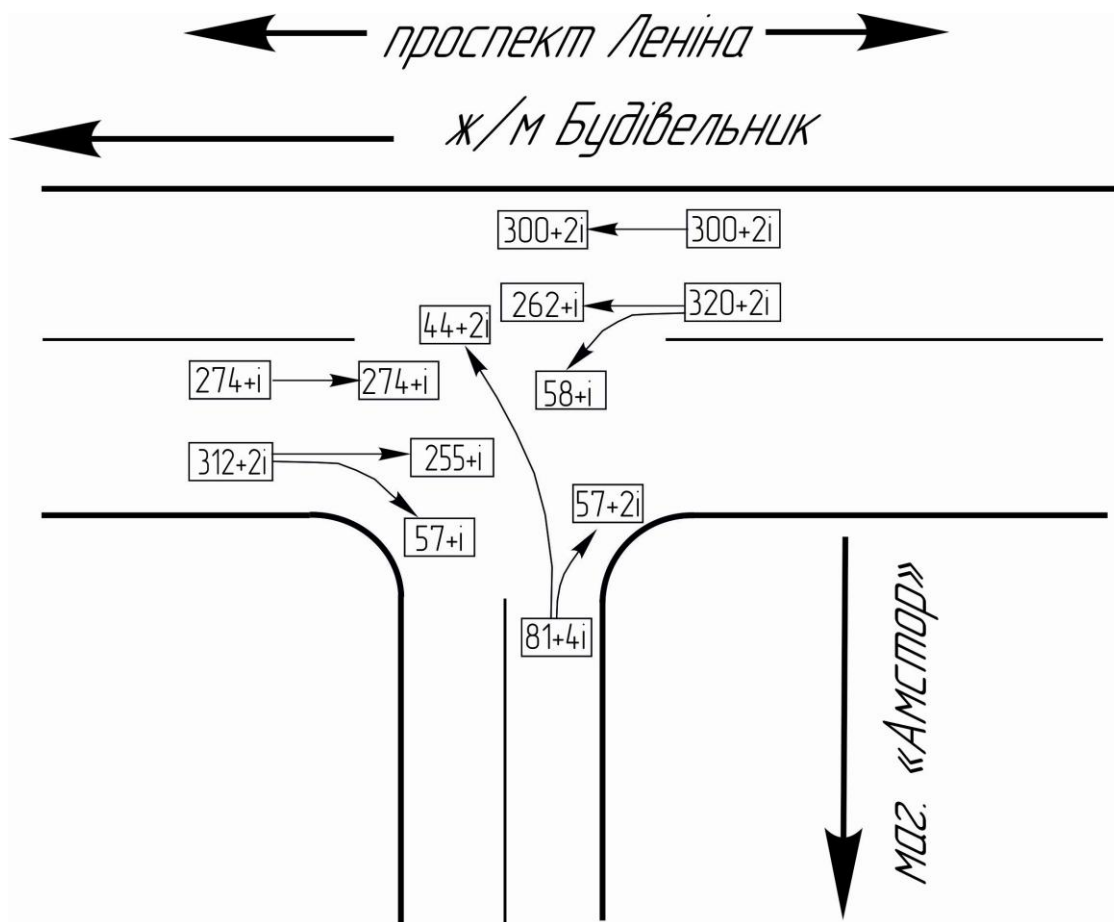 проспект Леніна
ж/м Будівельник
300+2i 300+2i
262+i 320+2i
44+2i
58+i
274+i 274+i
312+2i 255+i
57+2i
57+i
81+4i
маг. «Амстор»